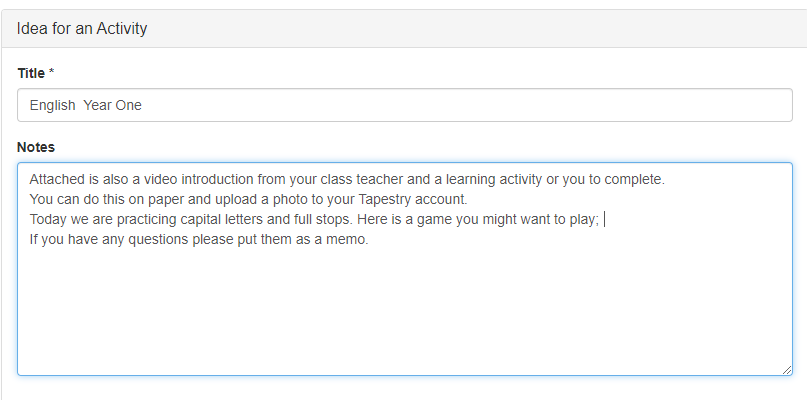 Idea for an Activity
Title *
English  Year One
Notes
Attached is also a video introduction from your class teacher and a learning activity or you to complete.
You can do this on paper and upload a photo to your Tapestry account.
Today we are practicing capital letters and full stops. Here is a game you might want to play;
If you have any questions please put them as a memo.